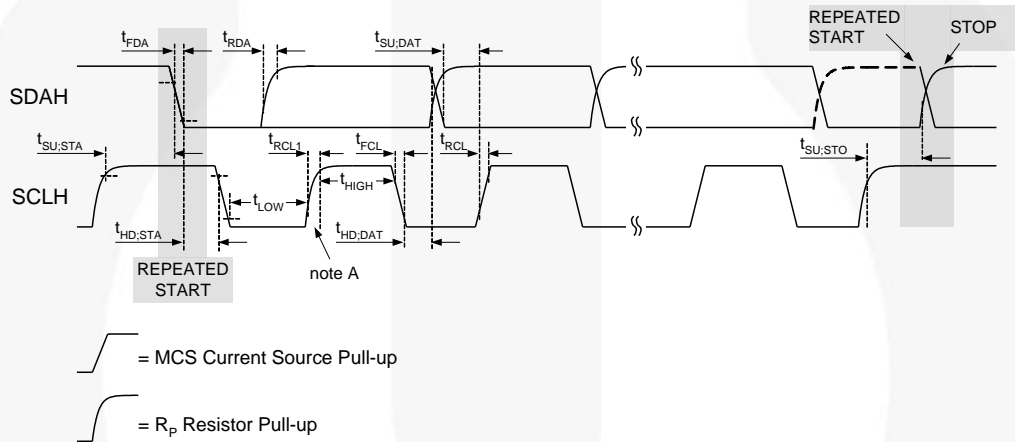 REPEATED
START
STOP
tFDA
tRDA
tSU;DAT
SDAH
tSU;STA
tRCL1
tFCL
tRCL
tSU;STO
tHIGH
SCLH
tLOW
tHD;STA
tHD;DAT
REPEATED
START
note A
= MCS Current Source Pull-up
= RP Resistor Pull-up